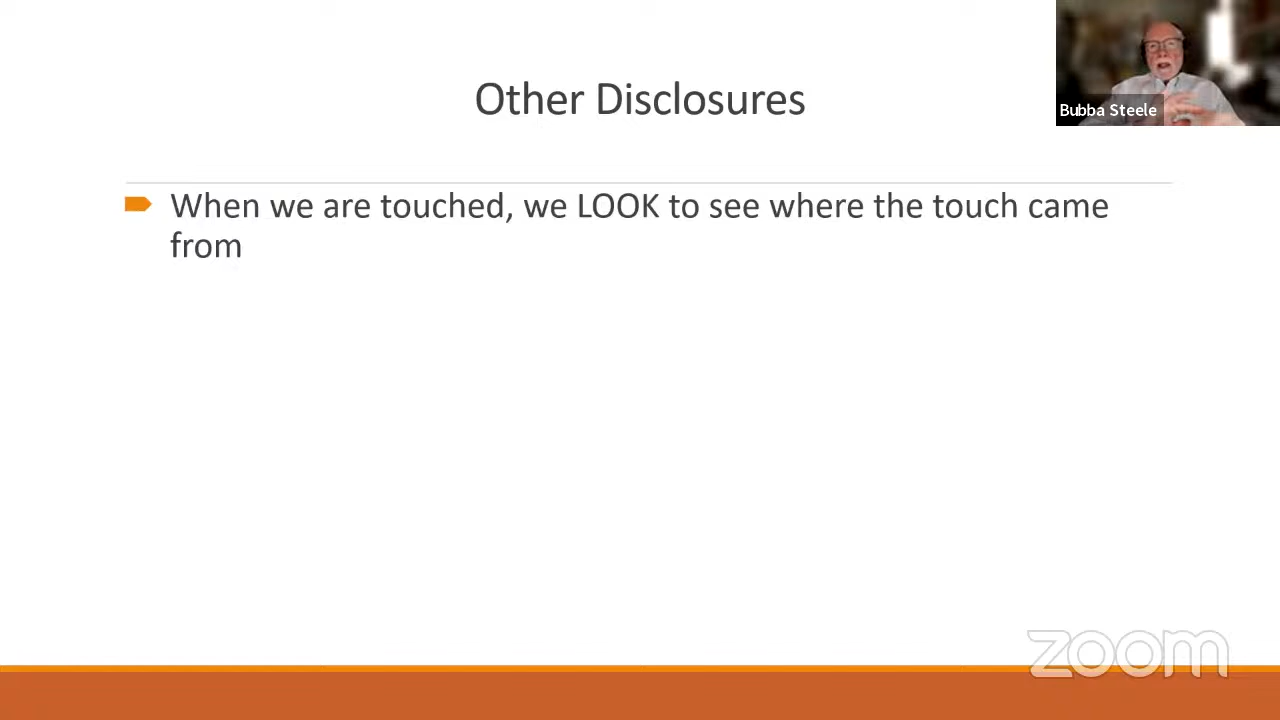 Other Disclosures
Bubba Steele
When we are touched, we LOOK to see where the touch came
from
zoom